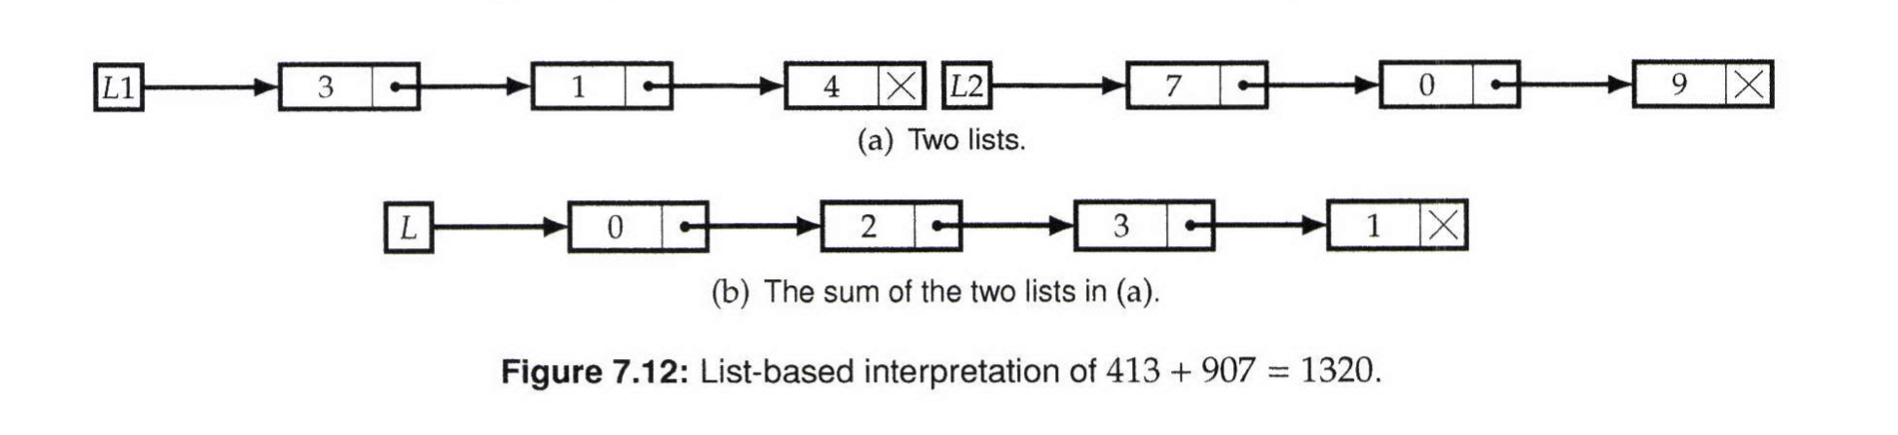 L1 3 1 4 L2 7 0 9
(a) Two lists.
L 0 2 3 1
(b) The sum of the two lists in (a).
Figure 7.12: List-based interpretation of 413 + 907 = 1320.